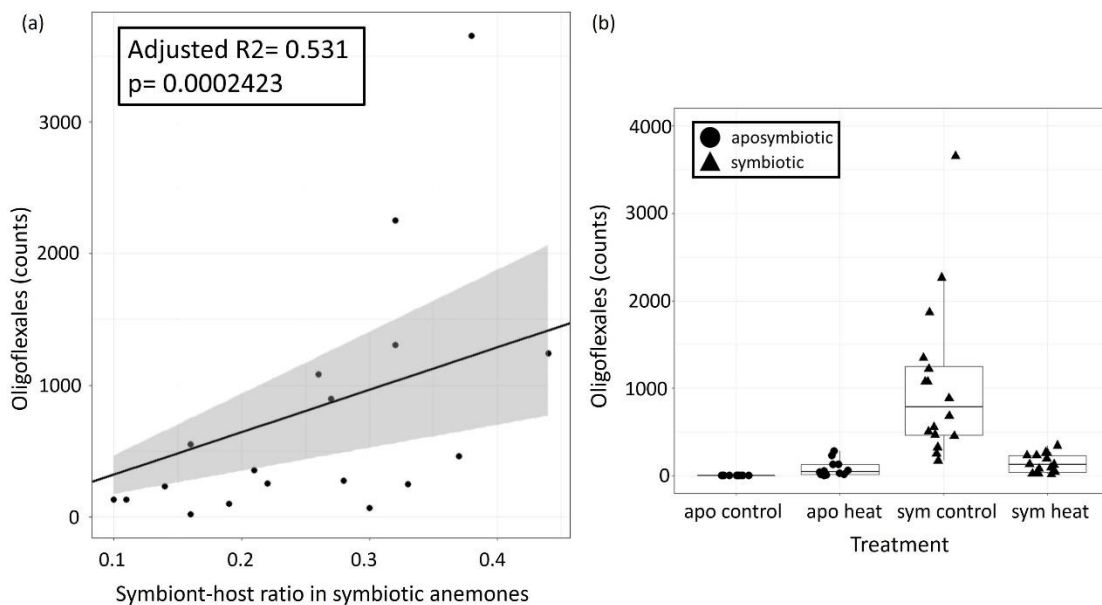 (a)
Adjusted R2= 0.531
p= 0.0002423
Oligoflexales (counts)
3000
2000
1000
0
0.1 0.2 0.3 0.4
Symbiont-host ratio in symbiotic anemones
(b)
aposymbiotic
symbiotic
Oligoflexales (counts)
4000
3000
2000
1000
0
apo control apo heat sym control sym heat
Treatment